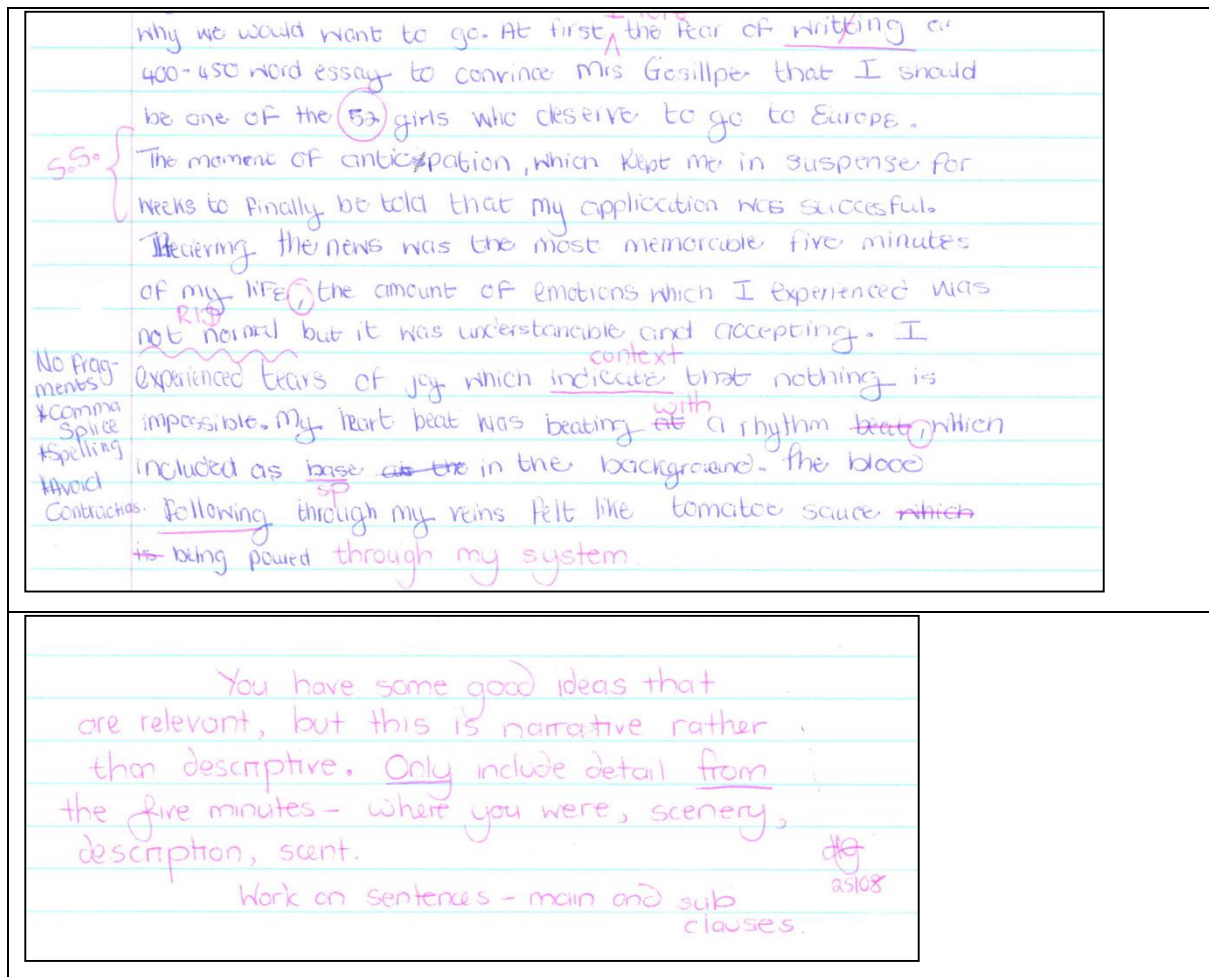 why we would want to go. At first the fear of writting a
400-450 word essay to convince Mrs Gosillpe that I should
be one of the 52 girls who deserve to go to Europe.
S.S. The moment of anticipation, which kept me in suspense for
weeks to finally be told that my application was succesful.
Recieving the news was the most memorable five minutes
of my life, the amount of emotions which I experienced was
not normal but it was understanable and accepting. I
No frag-
ments
context
experienced tears of joy which indicate that nothing is
*Comma
Splice
with
impossible. My heart beat was beating at a rhythm beat, which
*Spelling
included as base in the background. The blood
*Avoid
Contractions.
sp
following through my veins felt like tomatoe sauce which
is being poured through my system.
You have some good ideas that
are relevant, but this is narrative rather
than descriptive. Only include detail from
the five minutes – where you were, scenery,
description, scent.
25/08
Work on sentences – main and sub
clauses.